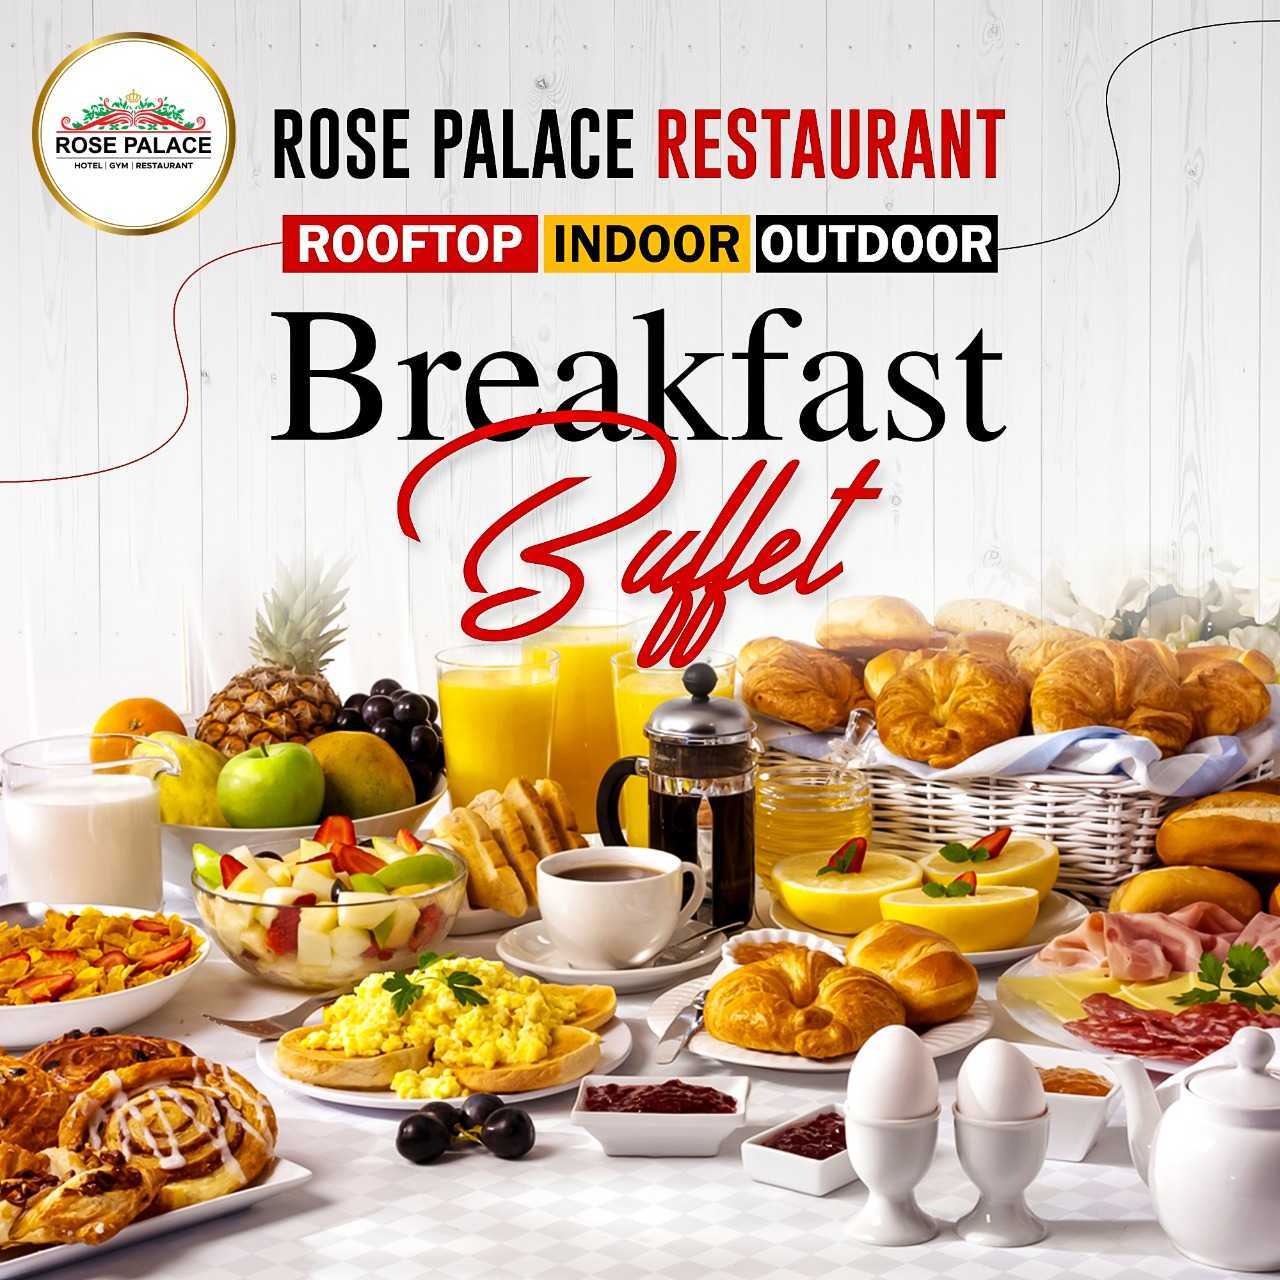 ROSE PALACE
HOTEL | GYM | RESTAURANT
ROSE PALACE RESTAURANT
ROOFTOP INDOOR OUTDOOR
Breakfast
Buffet